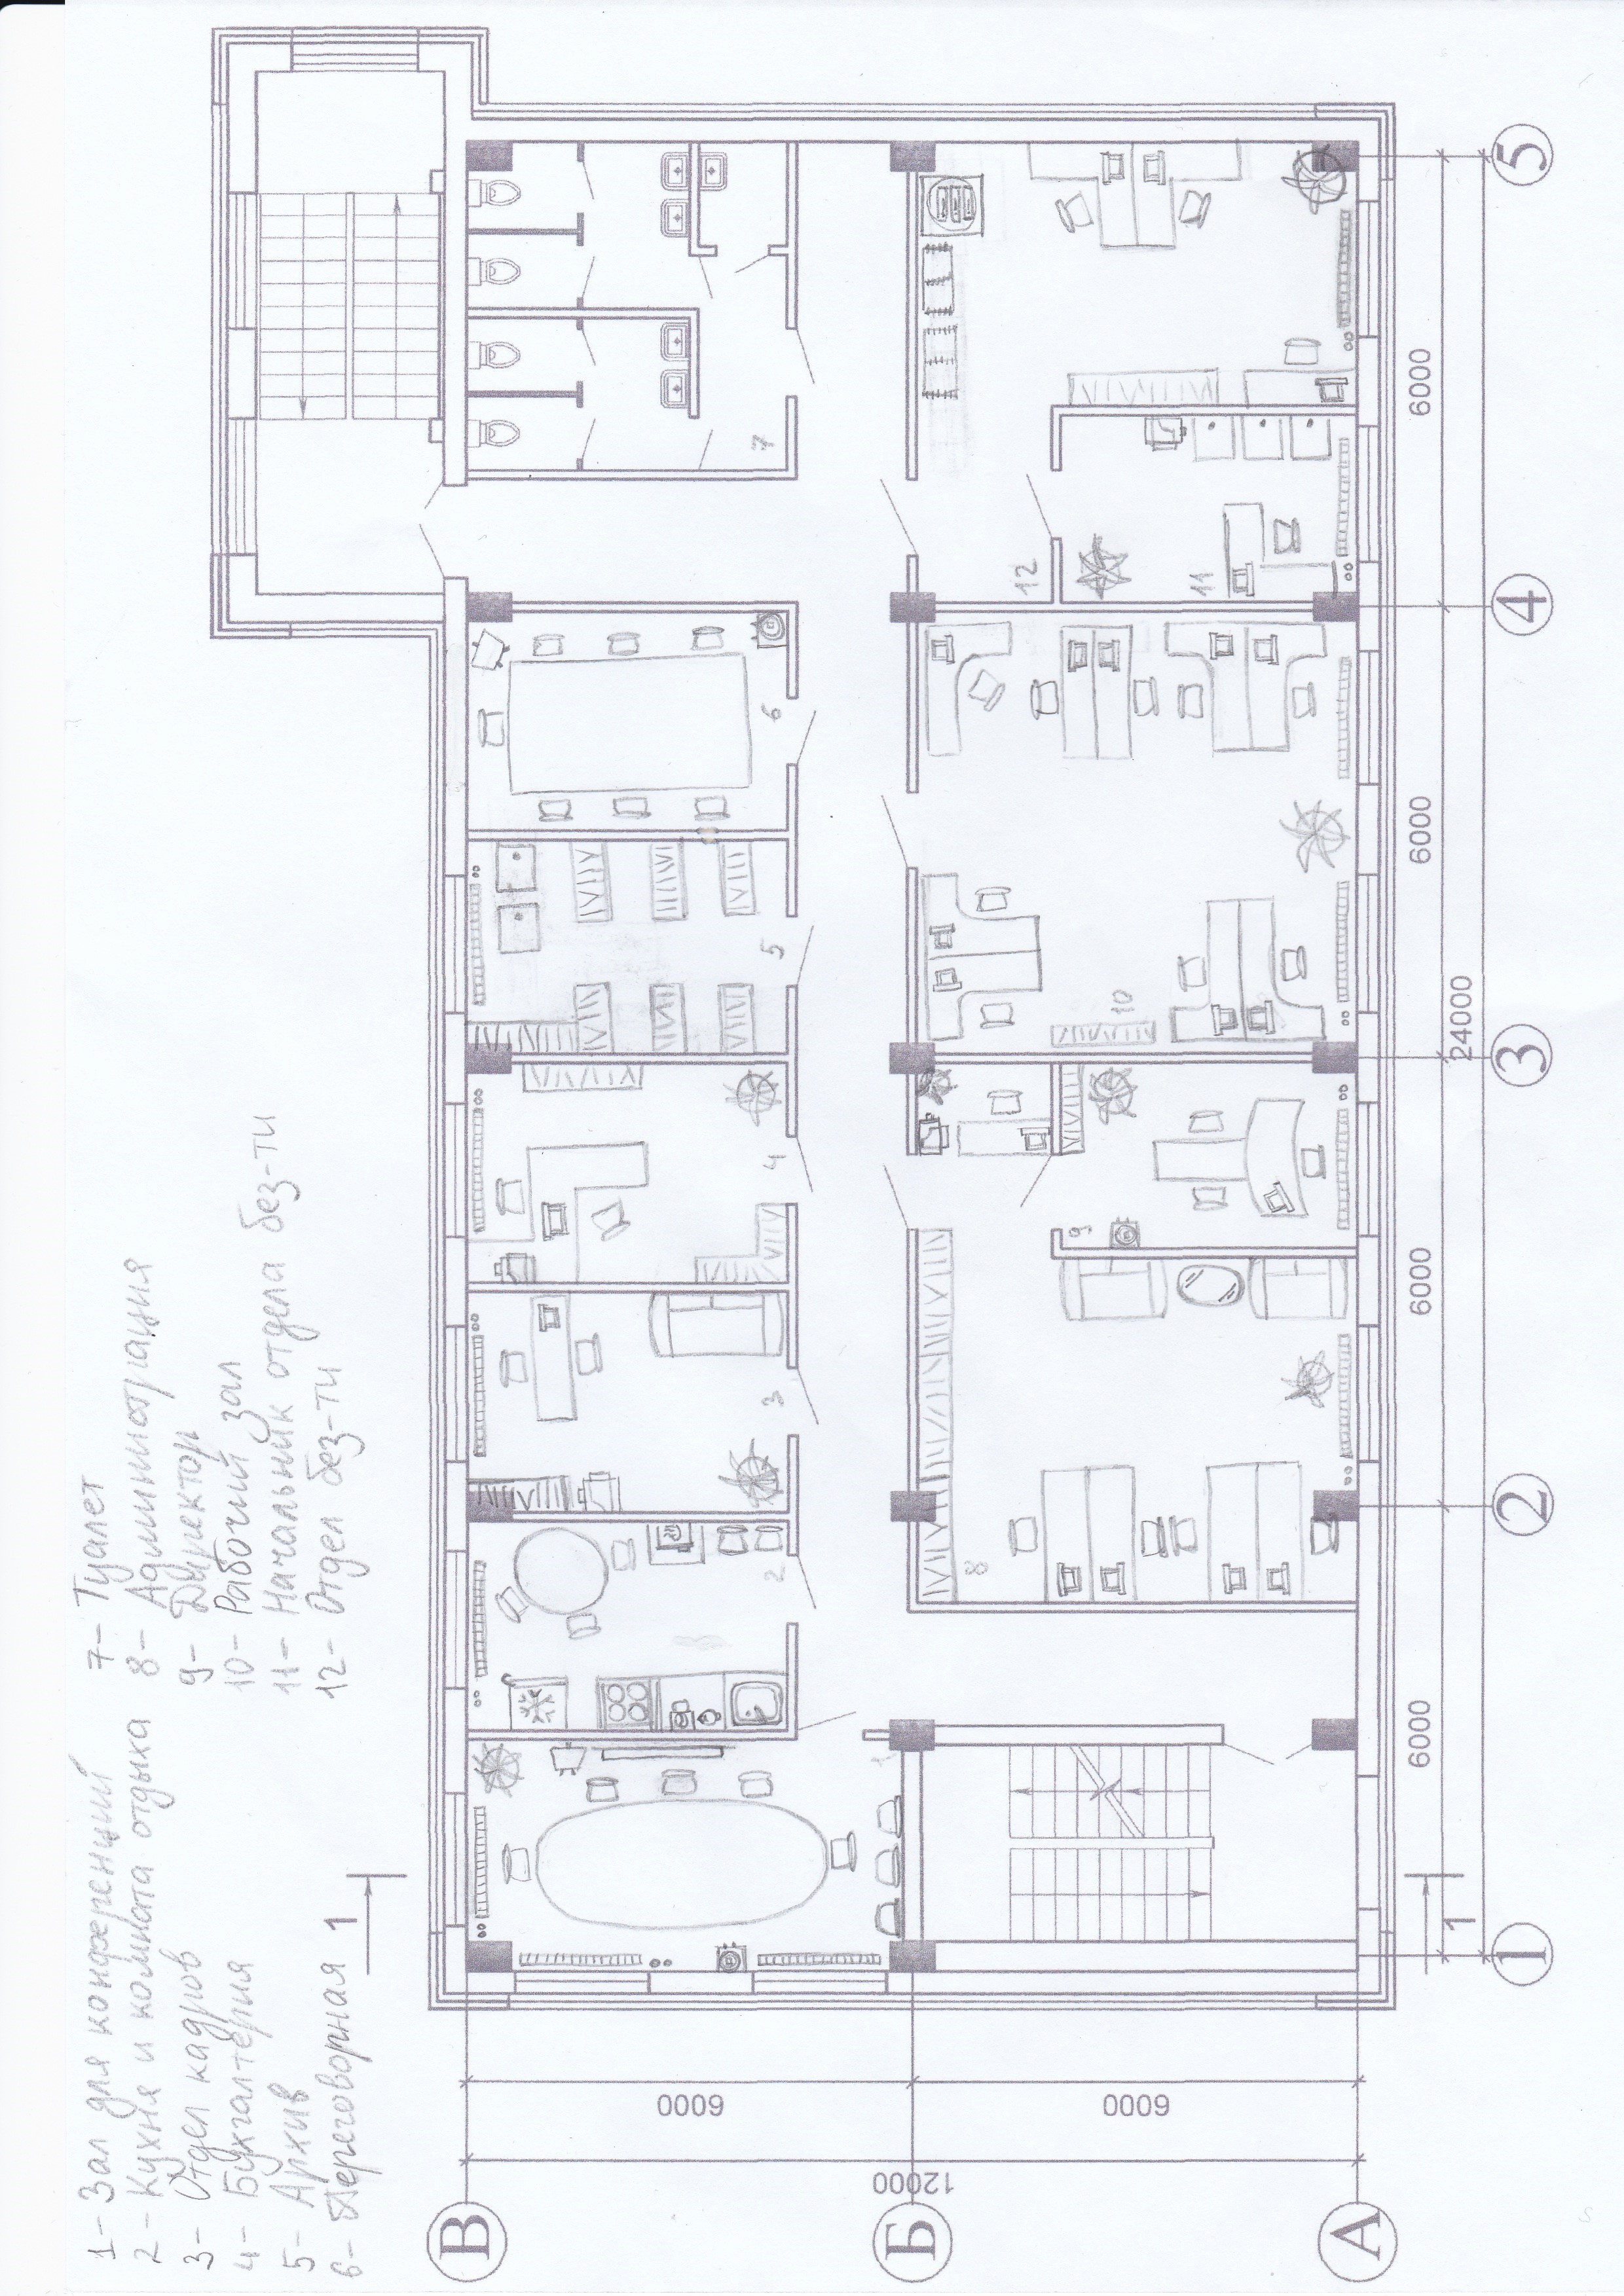 1- Зал для конференций
2- Кухня и комната отдыха
3- Отдел кадров
4- Бухгалтерия
5- Архив
6- Переговорная
7- Туалет
8- Администрация
9- Директор
10- Рабочий зал
11- Начальник отдела без-ти
12- Отдел без-ти
1
В
6000
12000
Б
6000
А
2
3
4
5
6
7
1
8
9
10
12
11
6000
6000
6000
6000
1
24000
1
2
3
4
5